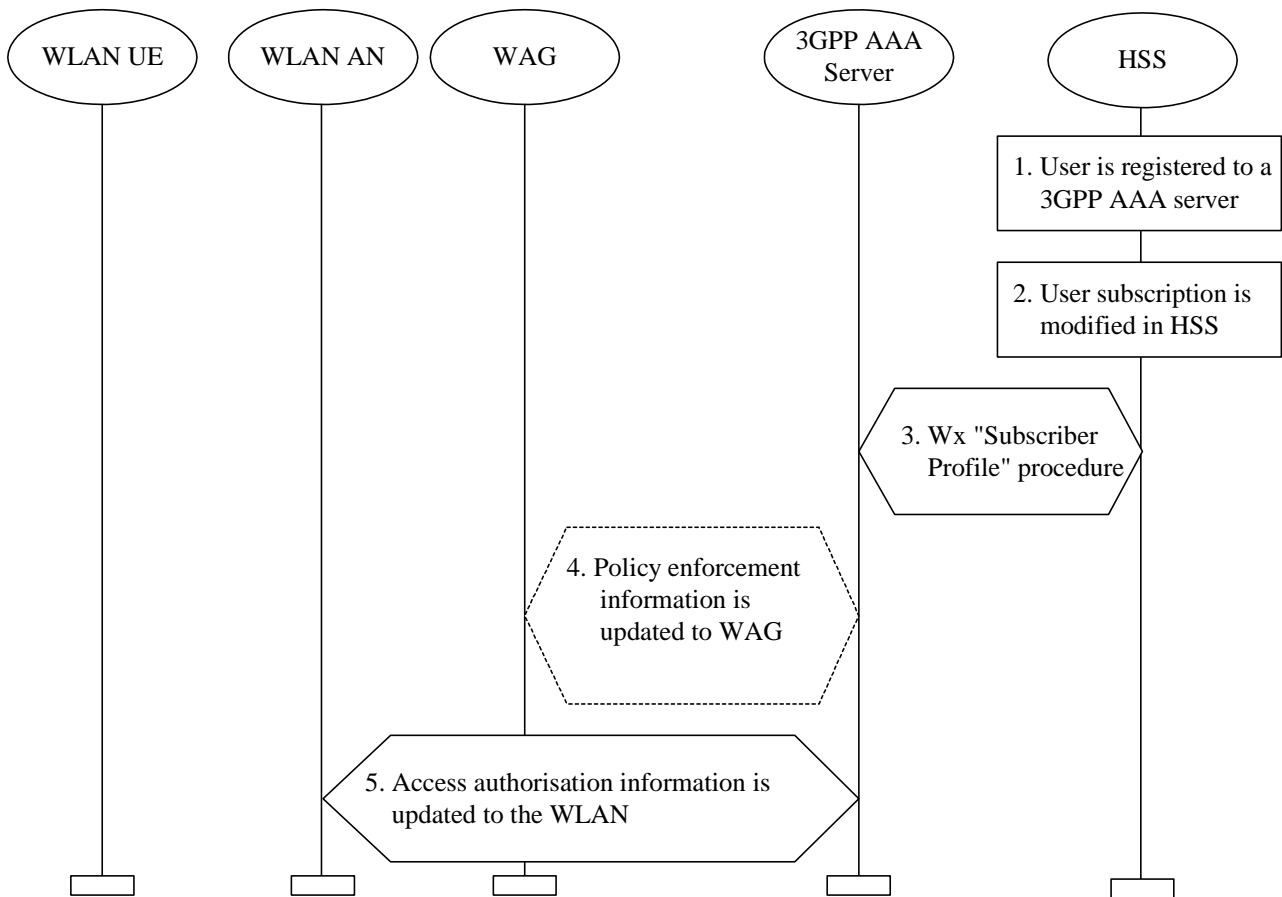 WLAN UE
WLAN AN
WAG
3GPP AAA
Server
HSS
1. User is registered to a
3GPP AAA server
2. User subscription is
modified in HSS
3. Wx "Subscriber
Profile" procedure
4. Policy enforcement
information is
updated to WAG
5. Access authorisation information is
updated to the WLAN